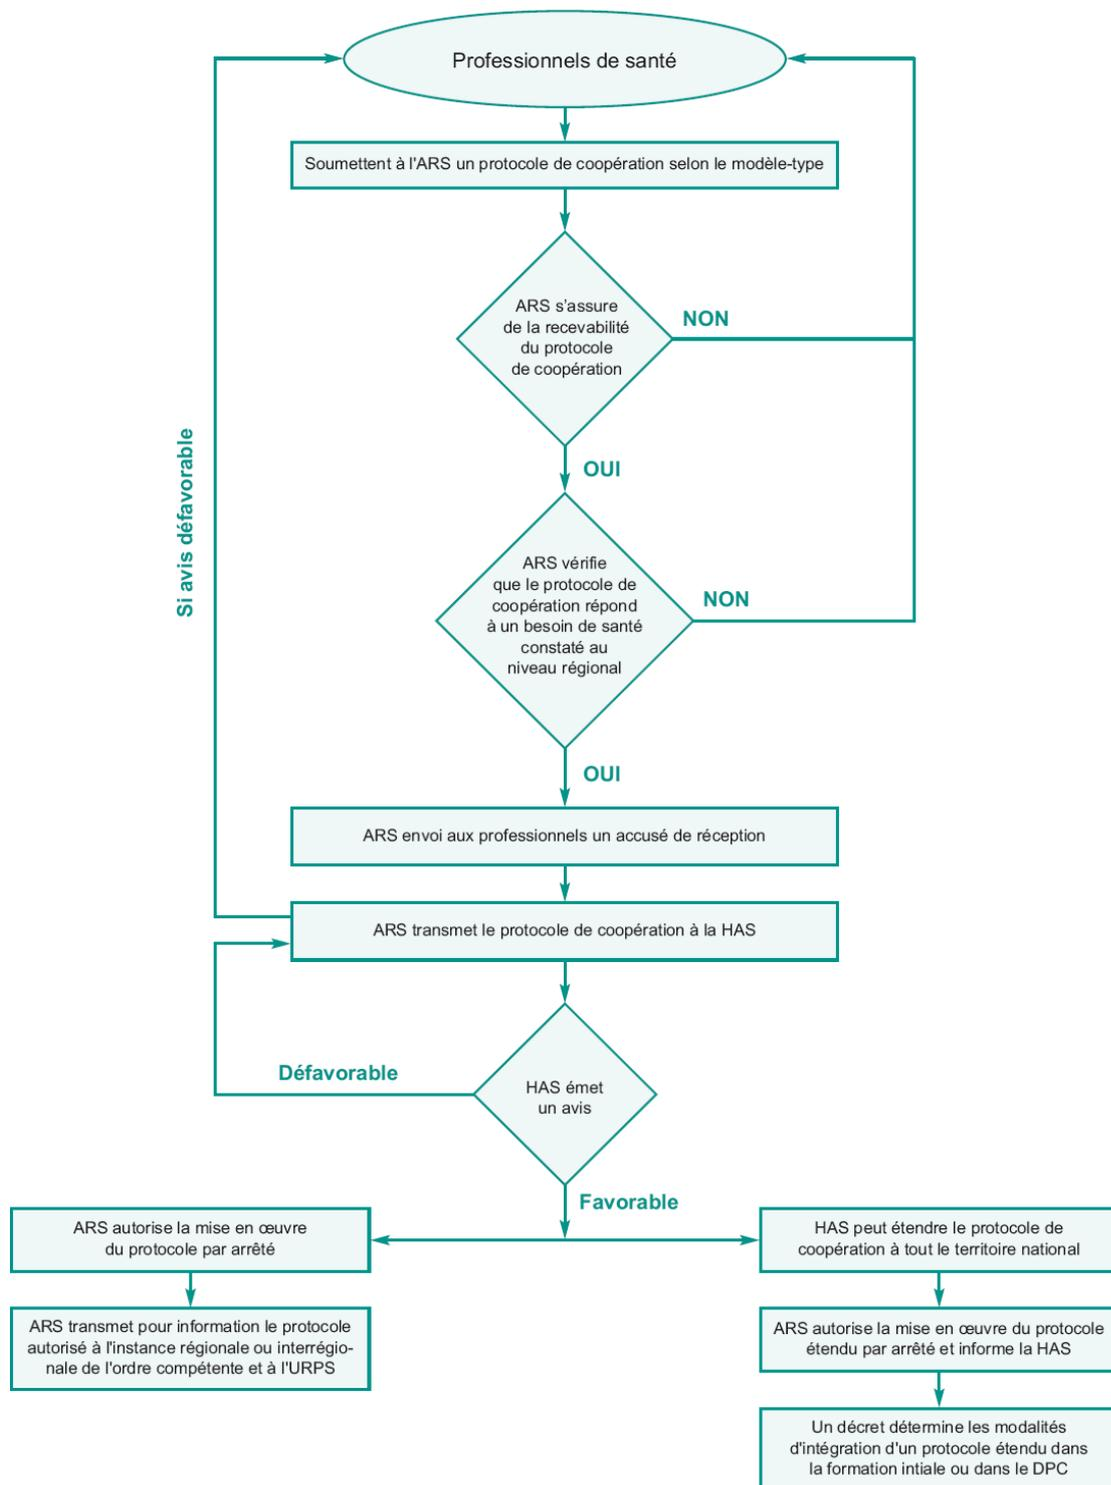 Professionnels de santé
Soumettent à l'ARS un protocole de coopération selon le modèle-type
ARS s'assure
de la recevabilité
du protocole
de coopération
NON
OUI
Si avis défavorable
ARS vérifie
que le protocole de
coopération répond
à un besoin de santé
constaté au
niveau régional
NON
OUI
ARS envoi aux professionnels un accusé de réception
ARS transmet le protocole de coopération à la HAS
Défavorable
HAS émet
un avis
Favorable
ARS autorise la mise en œuvre
du protocole par arrêté
ARS transmet pour information le protocole
autorisé à l'instance régionale ou interrégio-
nale de l'ordre compétente et à l'URPS
HAS peut étendre le protocole de
coopération à tout le territoire national
ARS autorise la mise en œuvre du protocole
étendu par arrêté et informe la HAS
Un décret détermine les modalités
d'intégration d'un protocole étendu dans
la formation intiale ou dans le DPC